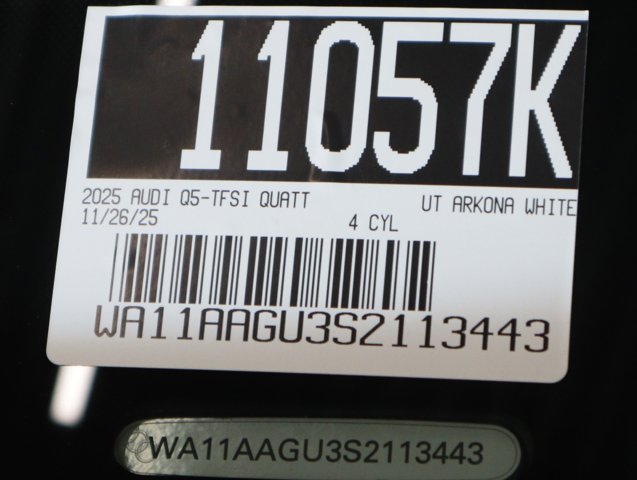 11057K
2025 AUDI Q5-TFSI QUATT UT ARKONA WHITE
11/26/25 4 CYL
WA11AAGU3S2113443
WA11AAGU3S2113443